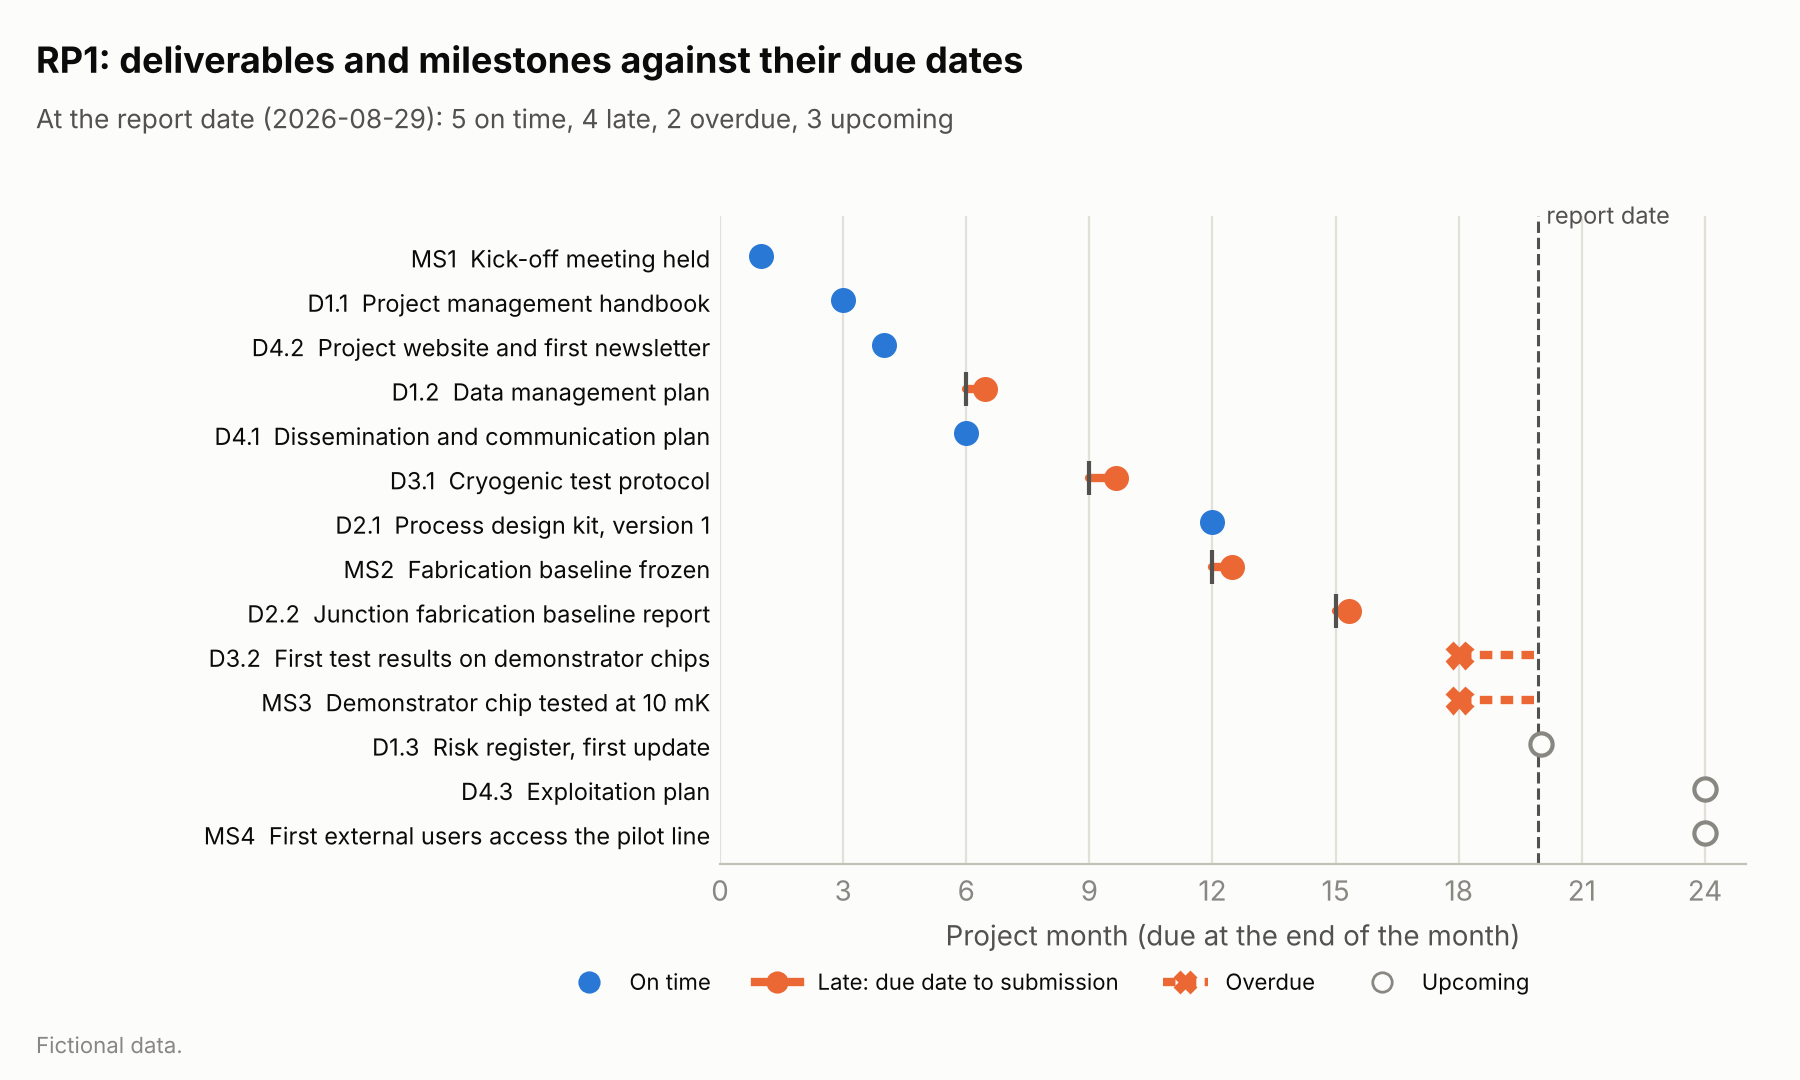 RP1: deliverables and milestones against their due dates
At the report date (2026-08-29): 5 on time, 4 late, 2 overdue, 3 upcoming
report date
MS1 Kick-off meeting held
D1.1 Project management handbook
D4.2 Project website and first newsletter
D1.2 Data management plan
D4.1 Dissemination and communication plan
D3.1 Cryogenic test protocol
D2.1 Process design kit, version 1
MS2 Fabrication baseline frozen
D2.2 Junction fabrication baseline report
D3.2 First test results on demonstrator chips
MS3 Demonstrator chip tested at 10 mK
D1.3 Risk register, first update
D4.3 Exploitation plan
MS4 First external users access the pilot line
0 3 6 9 12 15 18 21 24
Project month (due at the end of the month)
On time Late: due date to submission Overdue Upcoming
Fictional data.